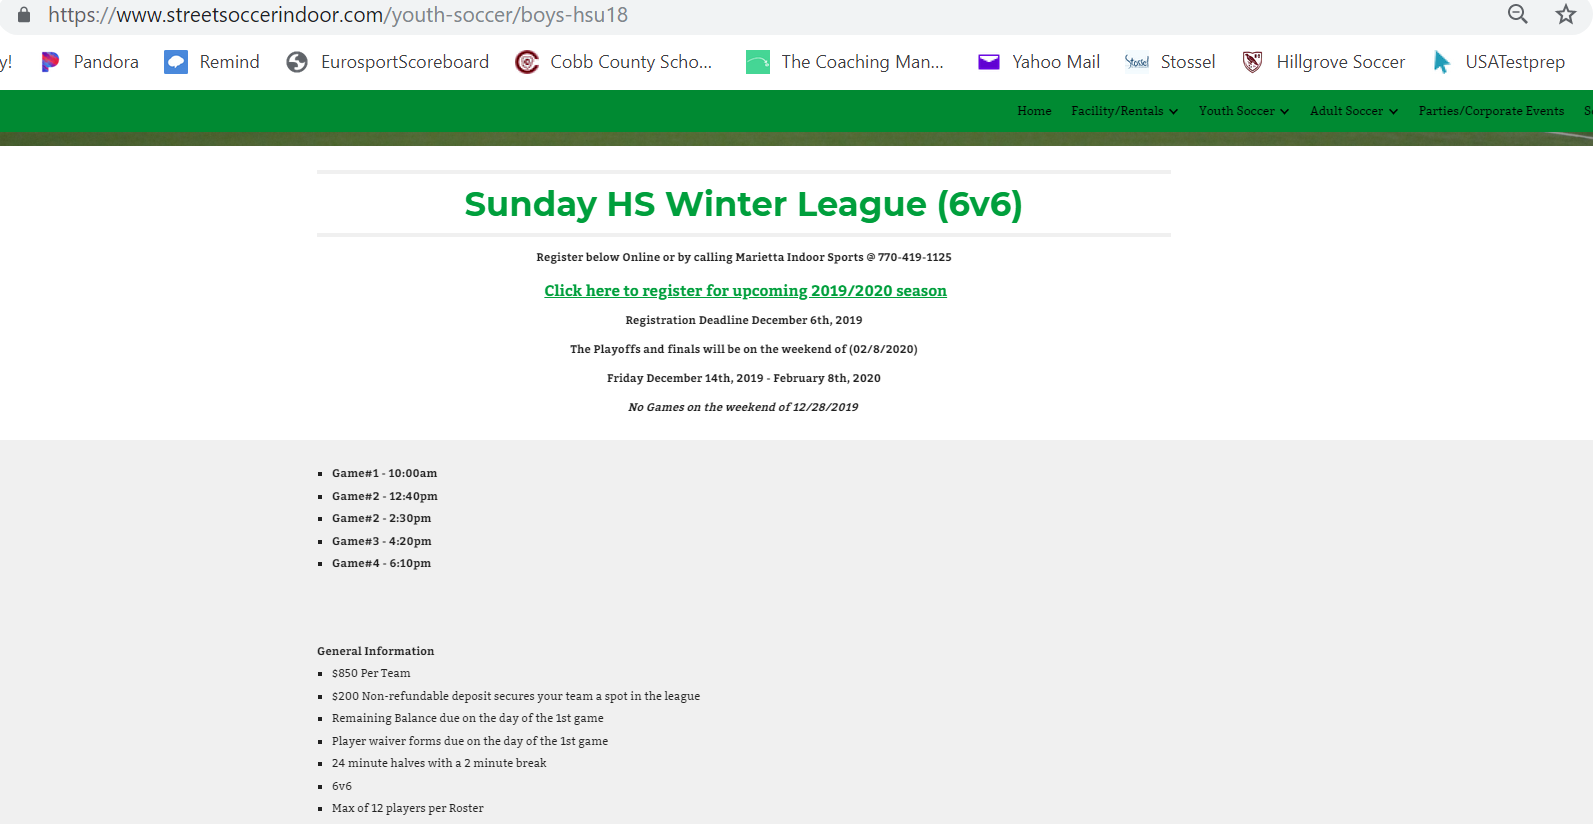 https://www.streetsoccerindoor.com/youth-soccer/boys-hsu18
y! Pandora Remind EurosportScoreboard Cobb County Scho... The Coaching Man... Yahoo Mail Stossel Stossel Hillgrove Soccer USATestprep
Home Facility/Rentals Youth Soccer Adult Soccer Parties/Corporate Events S
Sunday HS Winter League (6v6)
Register below Online or by calling Marietta Indoor Sports @ 770-419-1125
Click here to register for upcoming 2019/2020 season
Registration Deadline December 6th, 2019
The Playoffs and finals will be on the weekend of (02/8/2020)
Friday December 14th, 2019 - February 8th, 2020
No Games on the weekend of 12/28/2019
Game#1 - 10:00am
Game#2 - 12:40pm
Game#2 - 2:30pm
Game#3 - 4:20pm
Game#4 - 6:10pm
General Information
$850 Per Team
$200 Non-refundable deposit secures your team a spot in the league
Remaining Balance due on the day of the 1st game
Player waiver forms due on the day of the 1st game
24 minute halves with a 2 minute break
6v6
Max of 12 players per Roster